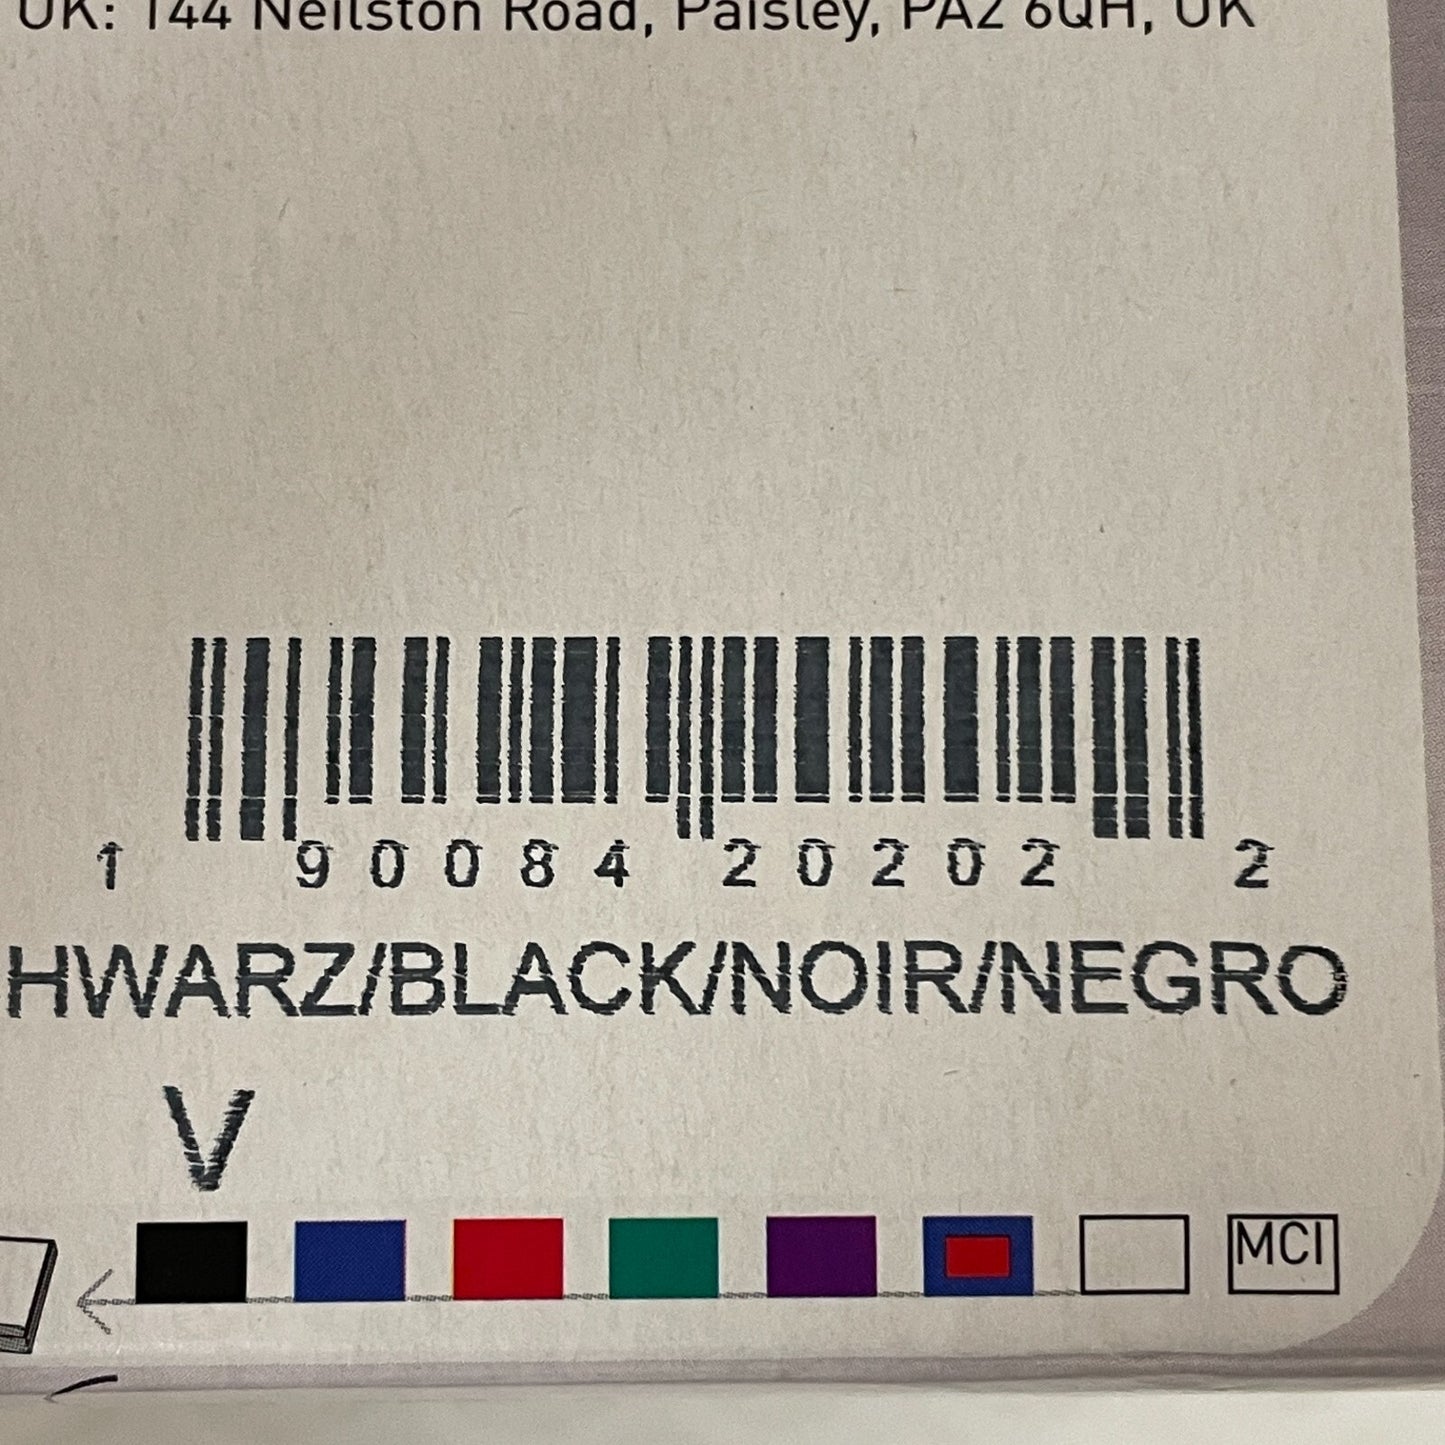 UK: 144 Neilston Road, Paisley, PA2 6QH, UK
1 90084 20202 2
HWARZ/BLACK/NOIR/NEGRO
V
MCI